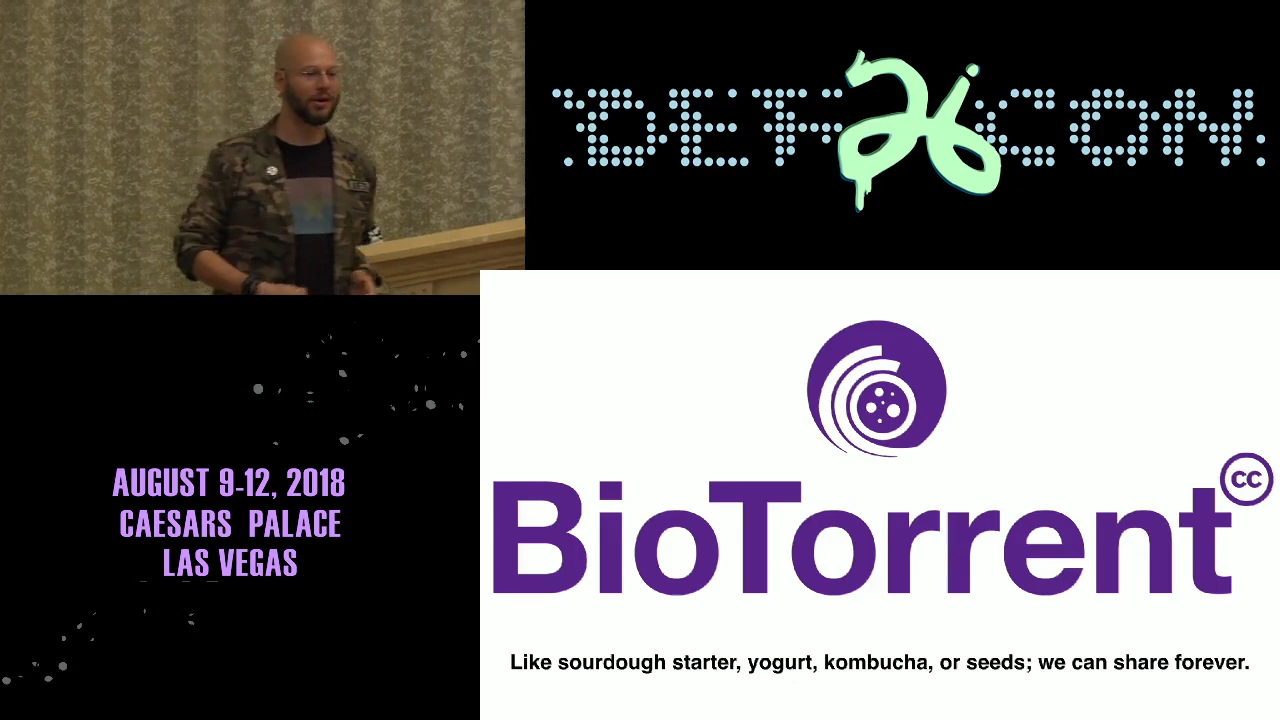 DEF 26 CON
AUGUST 9-12, 2018
CAESARS PALACE
LAS VEGAS
BioTorrent
cc
Like sourdough starter, yogurt, kombucha, or seeds; we can share forever.